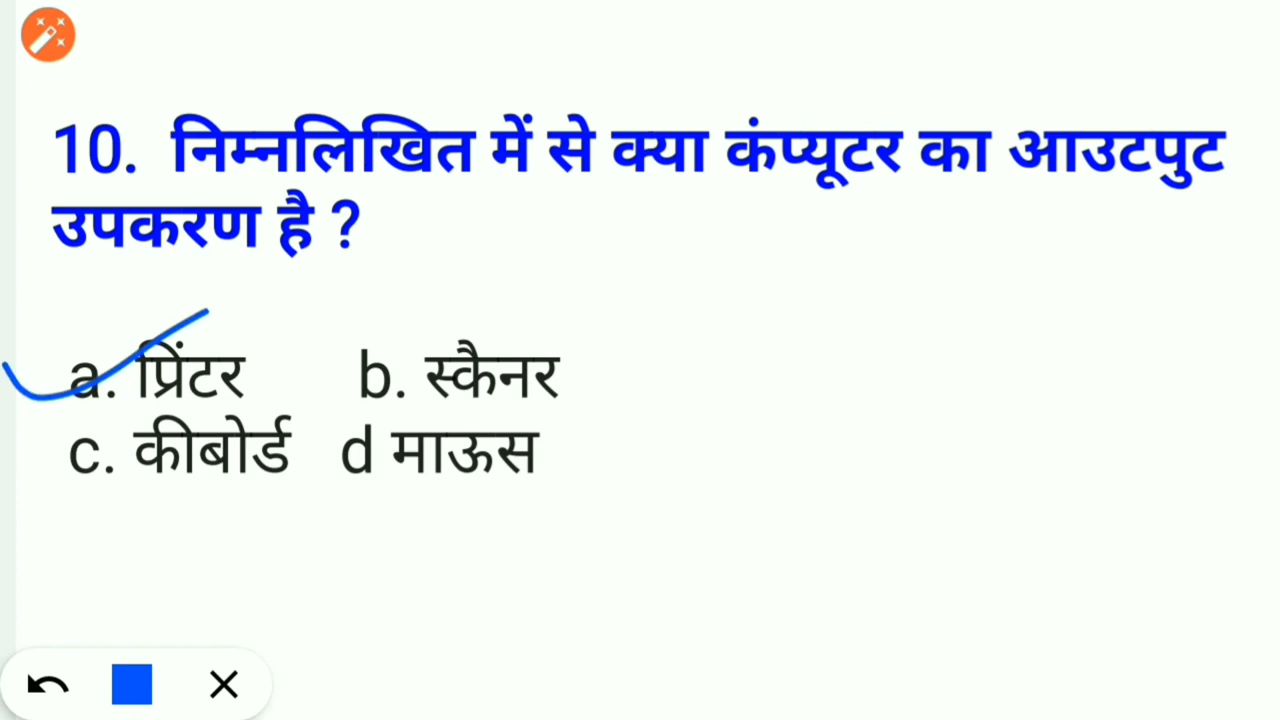 10. निम्नलिखित में से क्या कंप्यूटर का आउटपुट
उपकरण है ?
a. प्रिंटर b. स्कैनर
c. कीबोर्ड d माऊस